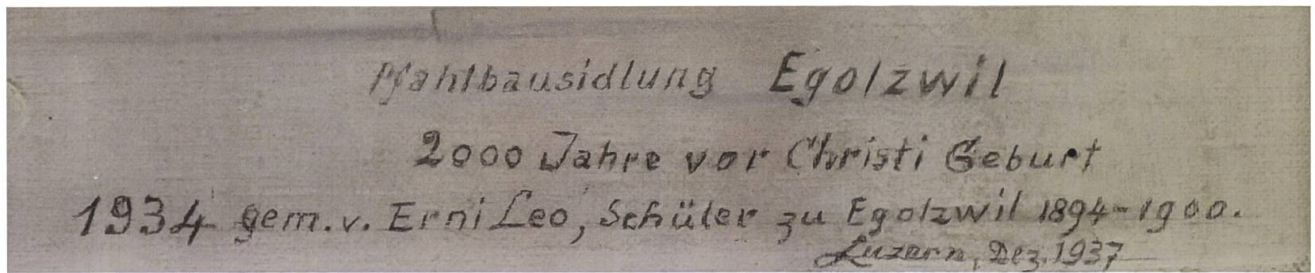 Pfahlbausidlung Egolzwil
2000 Jahre vor Christi Geburt
1934 gem. v. Erni Leo, Schüler zu Egolzwil 1894-1900.
Luzern, Dez. 1937